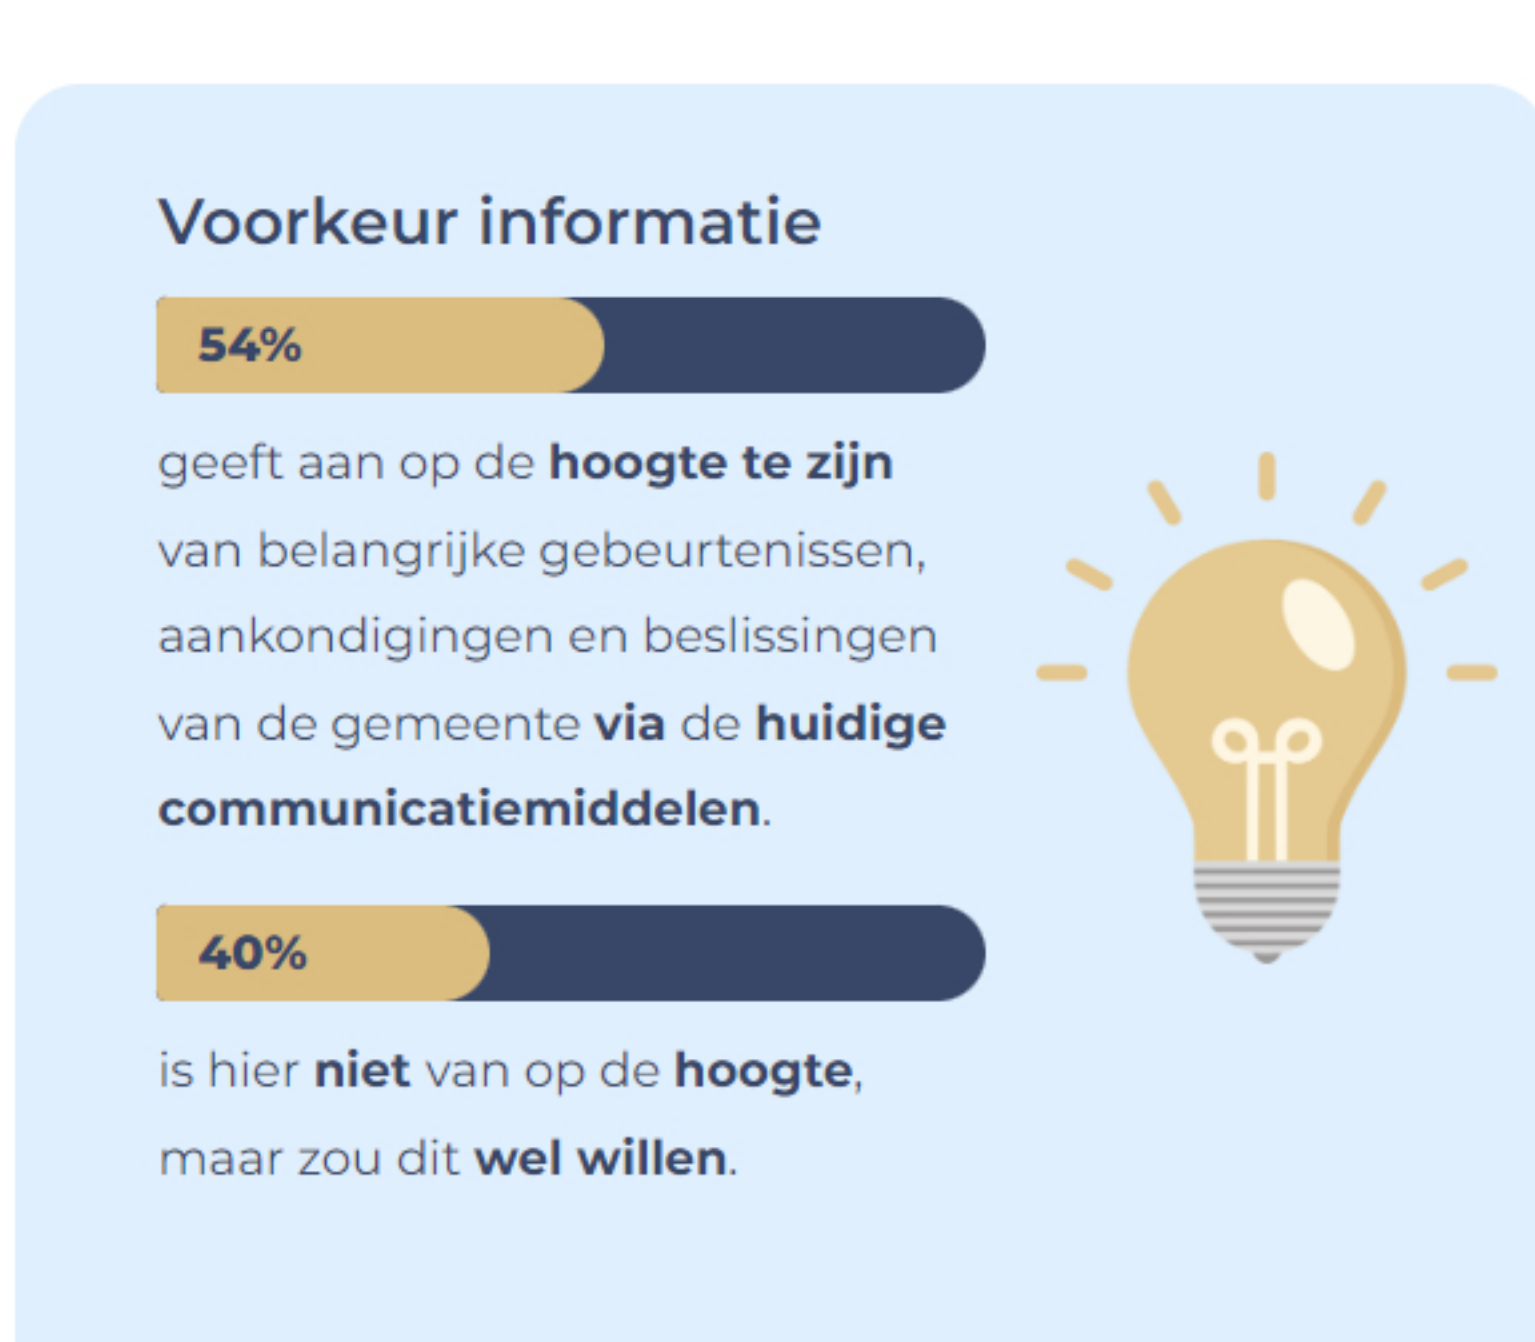 Voorkeur informatie
54%
geeft aan op de hoogte te zijn
van belangrijke gebeurtenissen,
aankondigingen en beslissingen
van de gemeente via de huidige
communicatiemiddelen.
40%
is hier niet van op de hoogte,
maar zou dit wel willen.